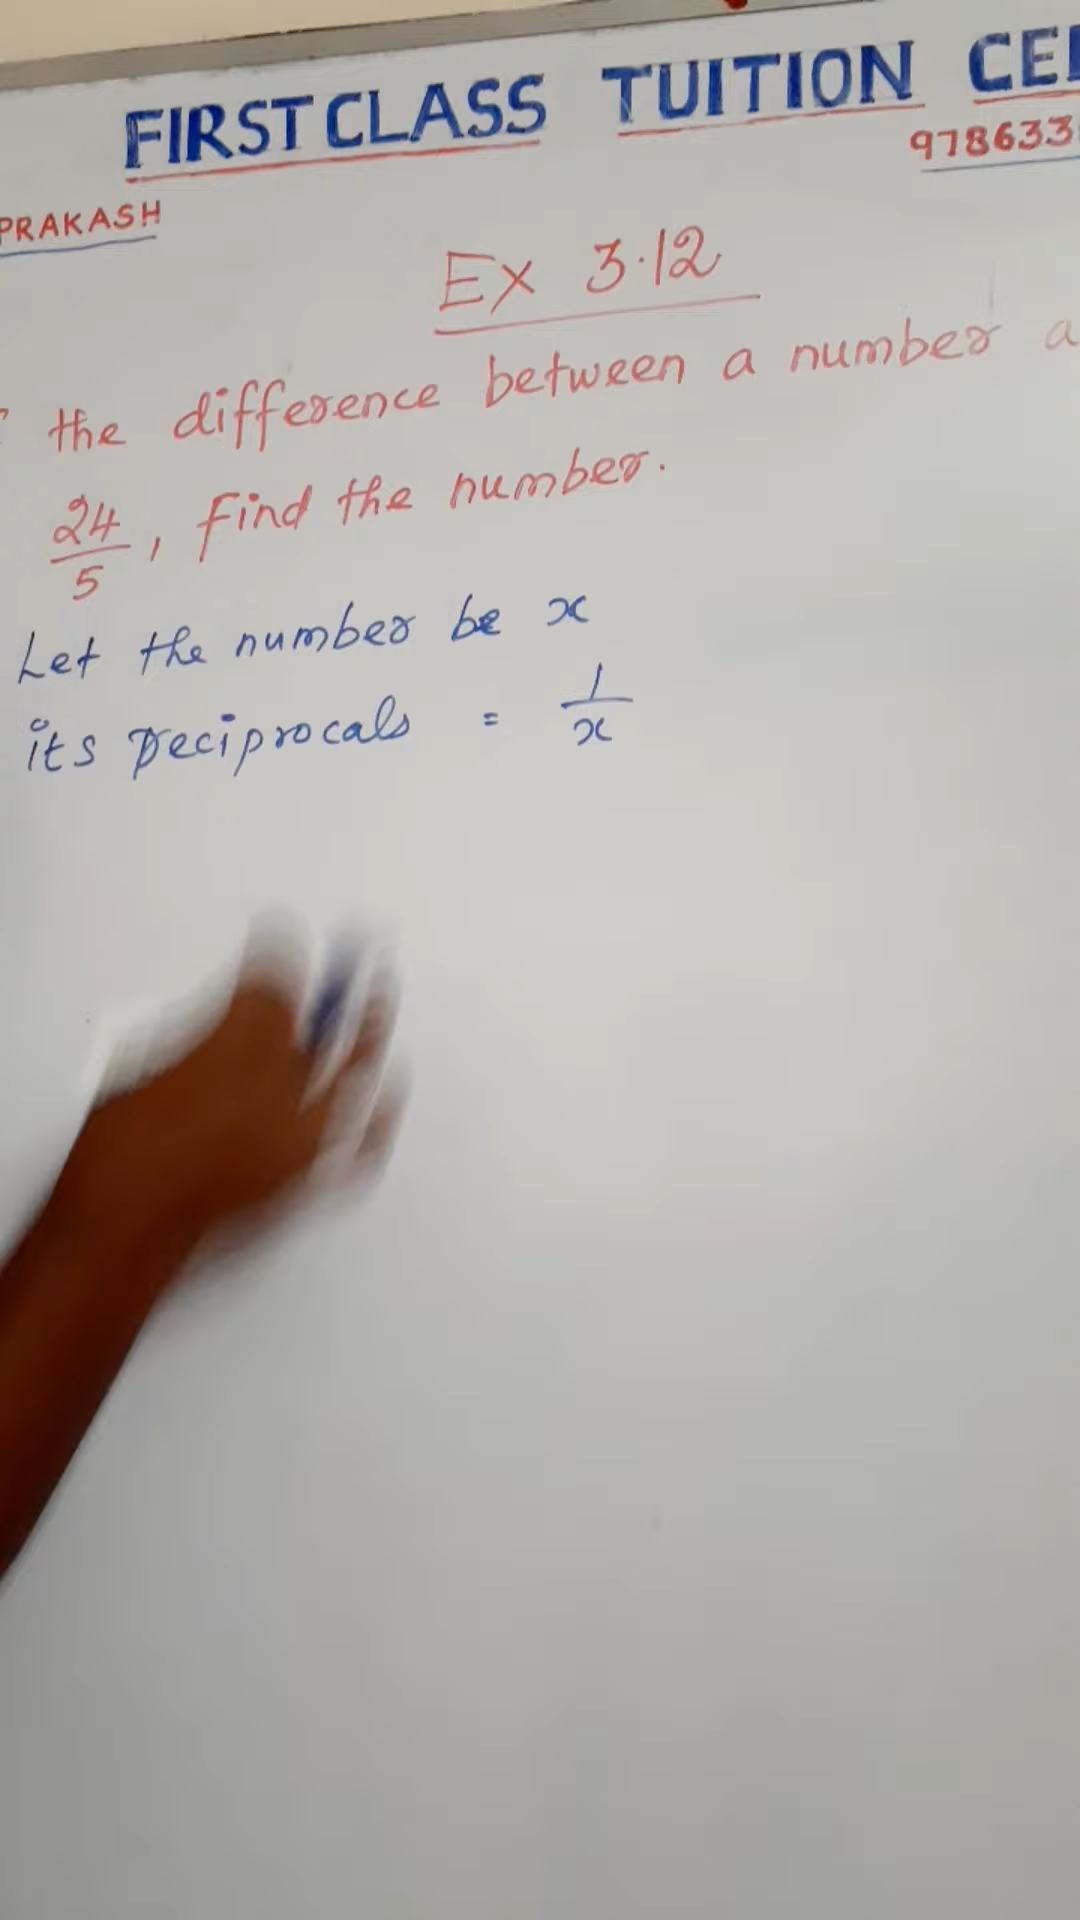 FIRST CLASS TUITION
978633
PRAKASH
Ex 3.12
the difference between a number a
24/5, Find the number.
Let the number be x
its reciprocals = 1/x